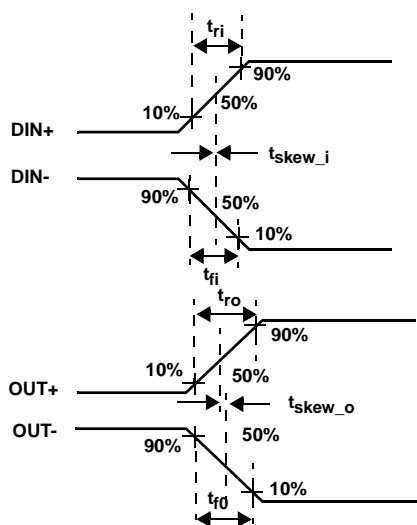 tri
90%
10%
50%
DIN+
tskew_i
DIN-
90%
50%
10%
tfi
tro
90%
10%
50%
OUT+
tskew_o
OUT-
50%
90%
10%
tf0